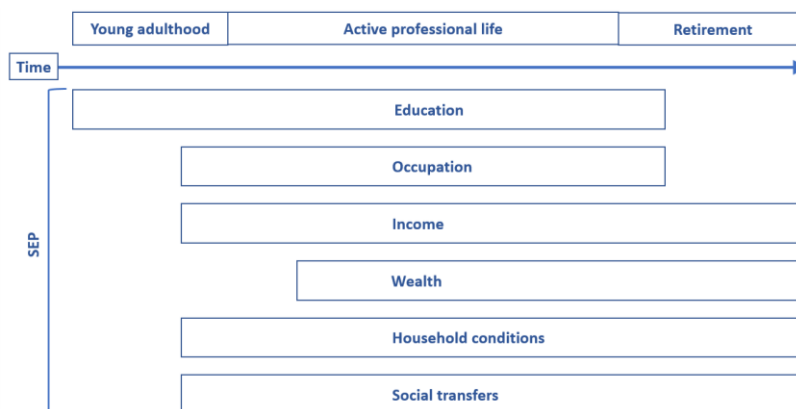 Young adulthood
Active professional life
Retirement
Time
Education
Occupation
Income
SEP
Wealth
Household conditions
Social transfers